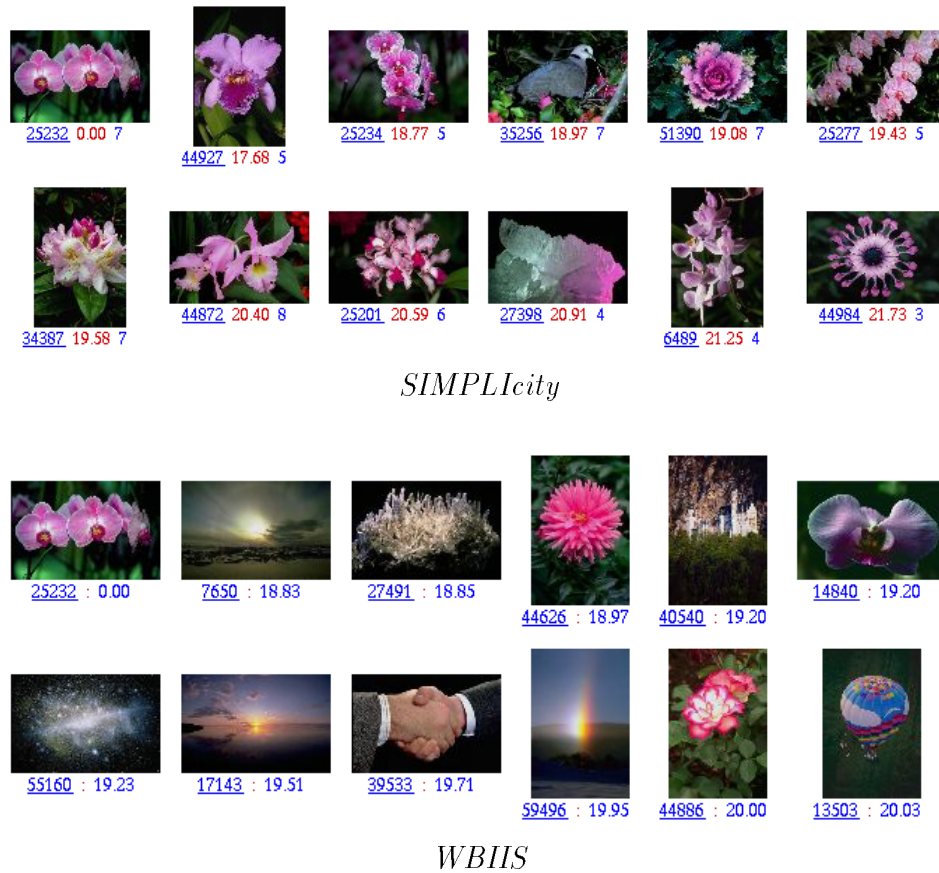 25232 0.00 7
44927 17.68 5
25234 18.77 5
35256 18.97 7
51390 19.08 7
25277 19.43 5
34387 19.58 7
44872 20.40 8
25201 20.59 6
27398 20.91 4
6489 21.25 4
44984 21.73 3
SIMPLIcity
25232 : 0.00
7650 : 18.83
27491 : 18.85
44626 : 18.97
40540 : 19.20
14840 : 19.20
55160 : 19.23
17143 : 19.51
39533 : 19.71
59496 : 19.95
44886 : 20.00
13503 : 20.03
WBIIS